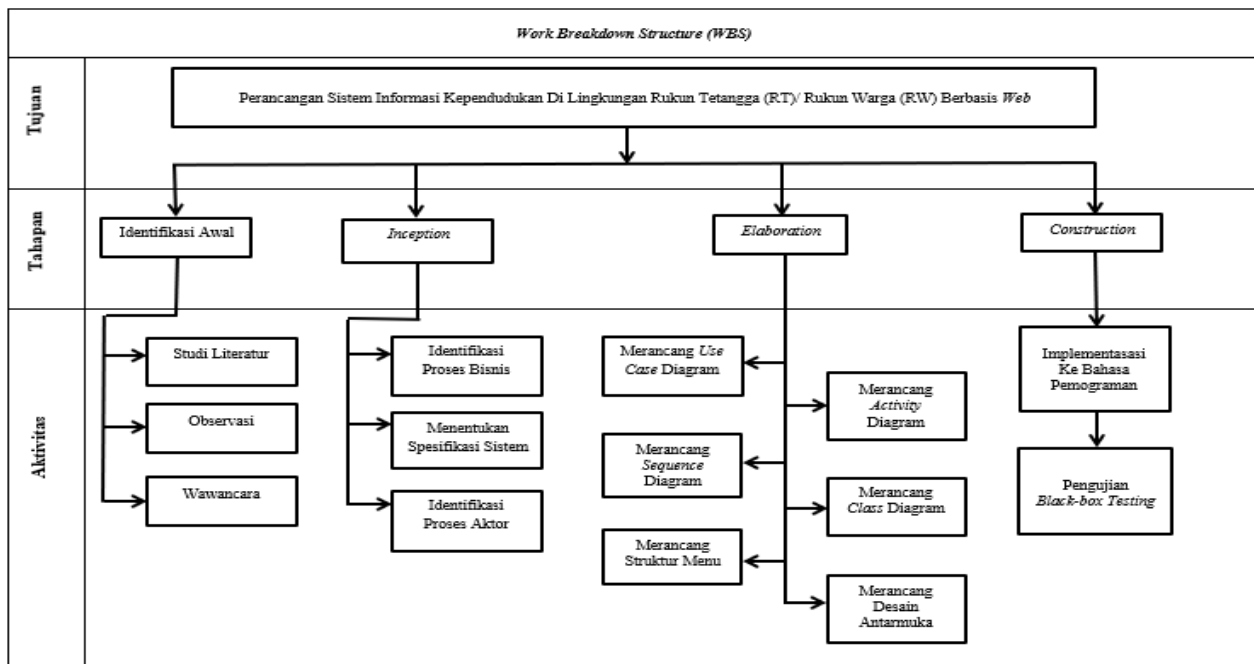 Work Breakdown Structure (WBS)
Tujuan
Perancangan Sistem Informasi Kependudukan Di Lingkungan Rukun Tetangga (RT)/ Rukun Warga (RW) Berbasis Web
Tahapan
Identifikasi Awal
Inception
Elaboration
Construction
Aktivitas
Studi Literatur
Observasi
Wawancara
Identifikasi
Proses Bisnis
Menentukan
Spesifikasi Sistem
Identifikasi
Proses Aktor
Merancang Use
Case Diagram
Merancang
Activity
Diagram
Merancang
Sequence
Diagram
Merancang
Class Diagram
Merancang
Struktur Menu
Merancang
Desain
Antarmuka
Implementasasi
Ke Bahasa
Pemograman
Pengujian
Black-box Testing